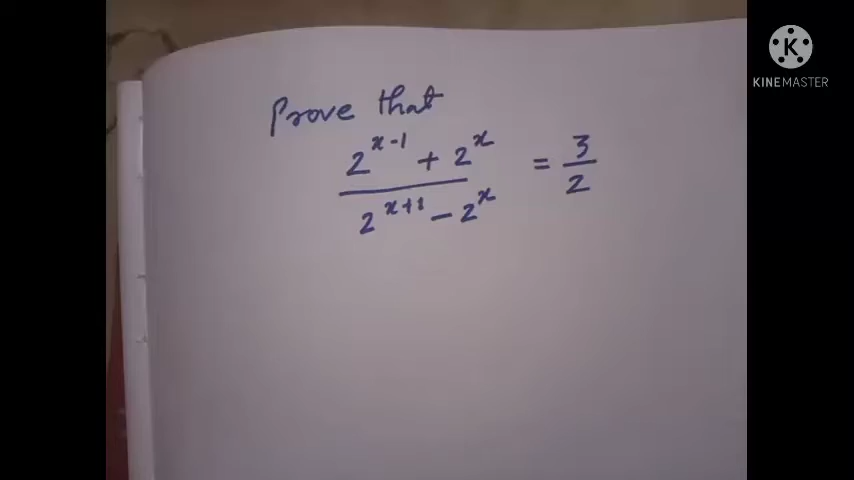 Prove that
2^{x-1} + 2^x / 2^{x+1} - 2^x = 3/2
K
KINEMASTER